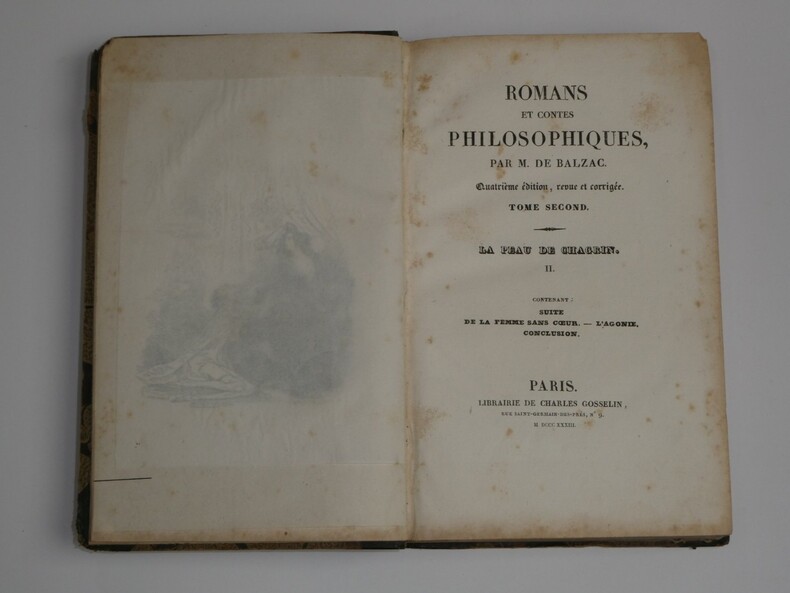 ROMANS
ET CONTES
PHILOSOPHIQUES,
PAR M. DE BALZAC.
Quatrième édition, revue et corrigée.
TOME SECOND.
LA PEAU DE CHAGRIN.
II.
CONTENANT :
SUITE
DE LA FEMME SANS CŒUR. — L'AGONIE,
CONCLUSION.
PARIS.
LIBRAIRIE DE CHARLES GOSSELIN,
RUE SAINT-GERMAIN-DES-PRÉS, N°
M DCCC XXXIII.